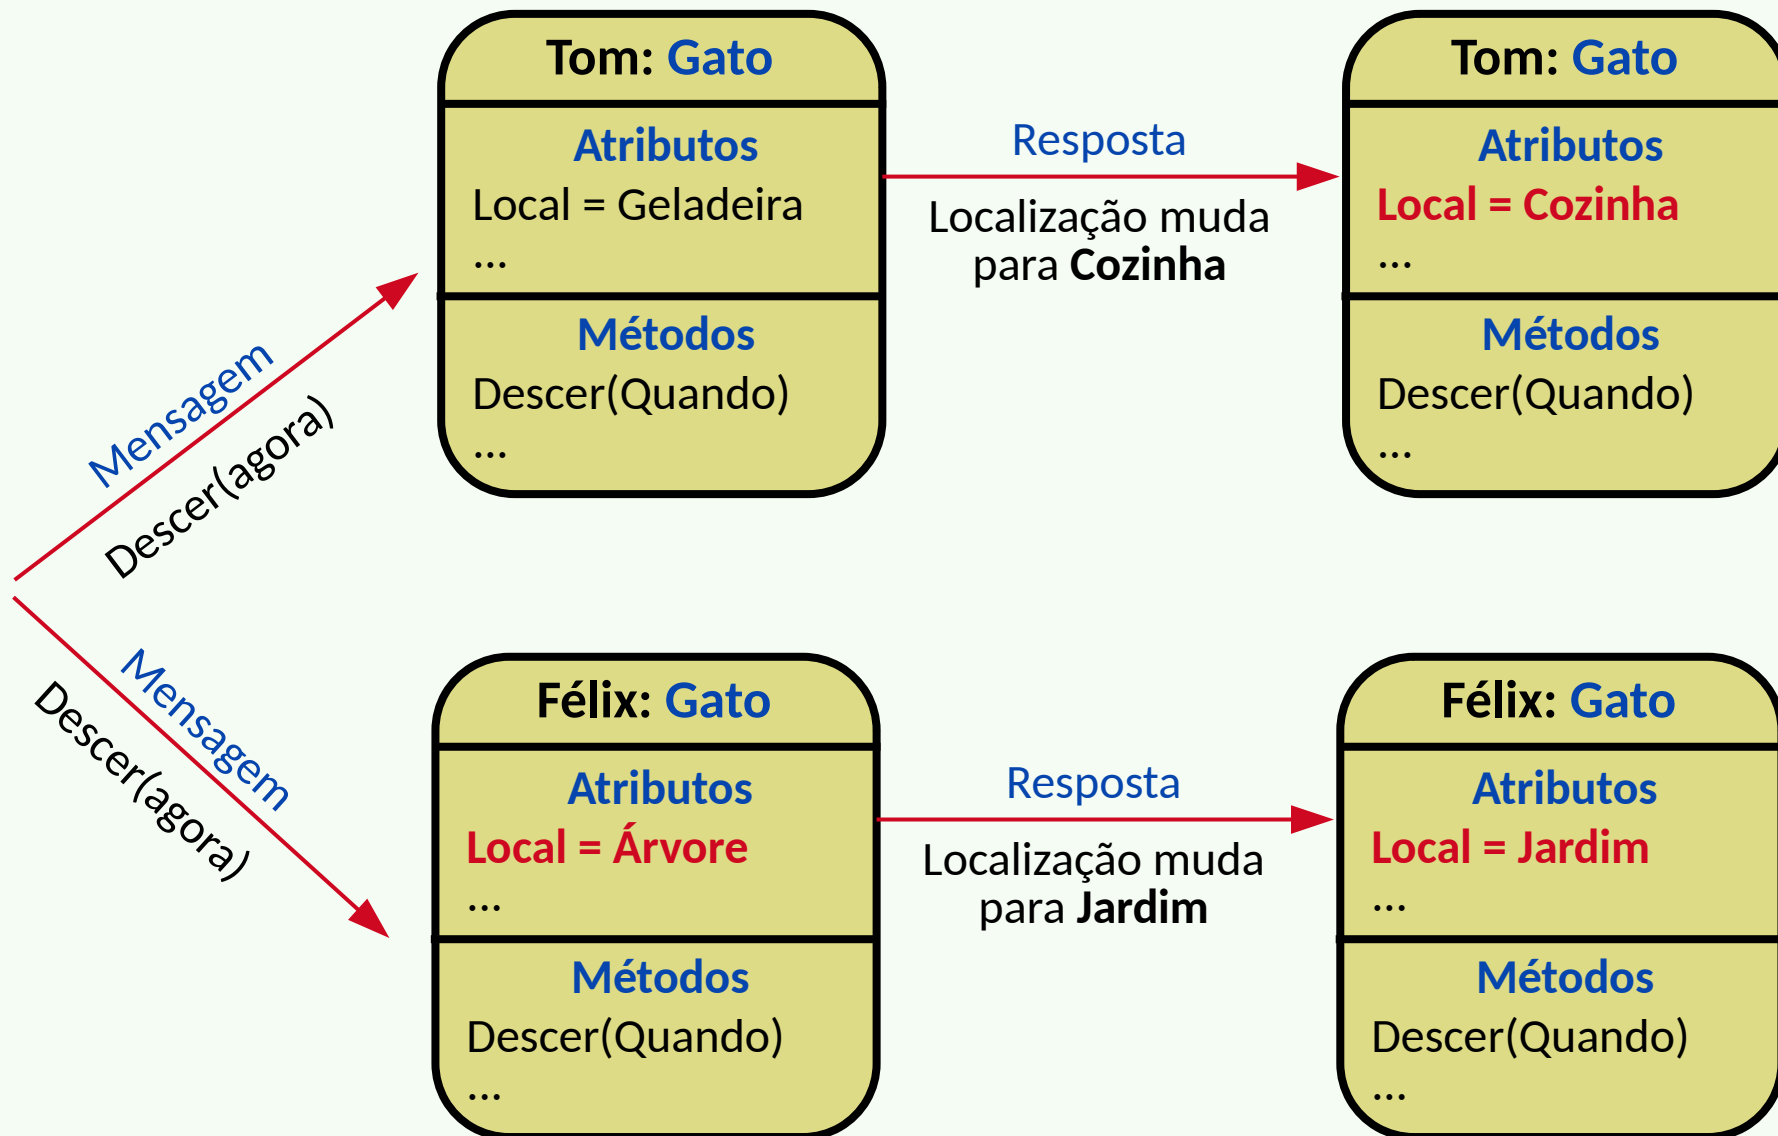 Mensagem
Descer(agora)
Tom: Gato
Atributos
Local = Geladeira
...
Métodos
Descer(Quando)
...
Resposta
Localização muda
para Cozinha
Tom: Gato
Atributos
Local = Cozinha
...
Métodos
Descer(Quando)
...
Mensagem
Descer(agora)
Félix: Gato
Atributos
Local = Árvore
...
Métodos
Descer(Quando)
...
Resposta
Localização muda
para Jardim
Félix: Gato
Atributos
Local = Jardim
...
Métodos
Descer(Quando)
...